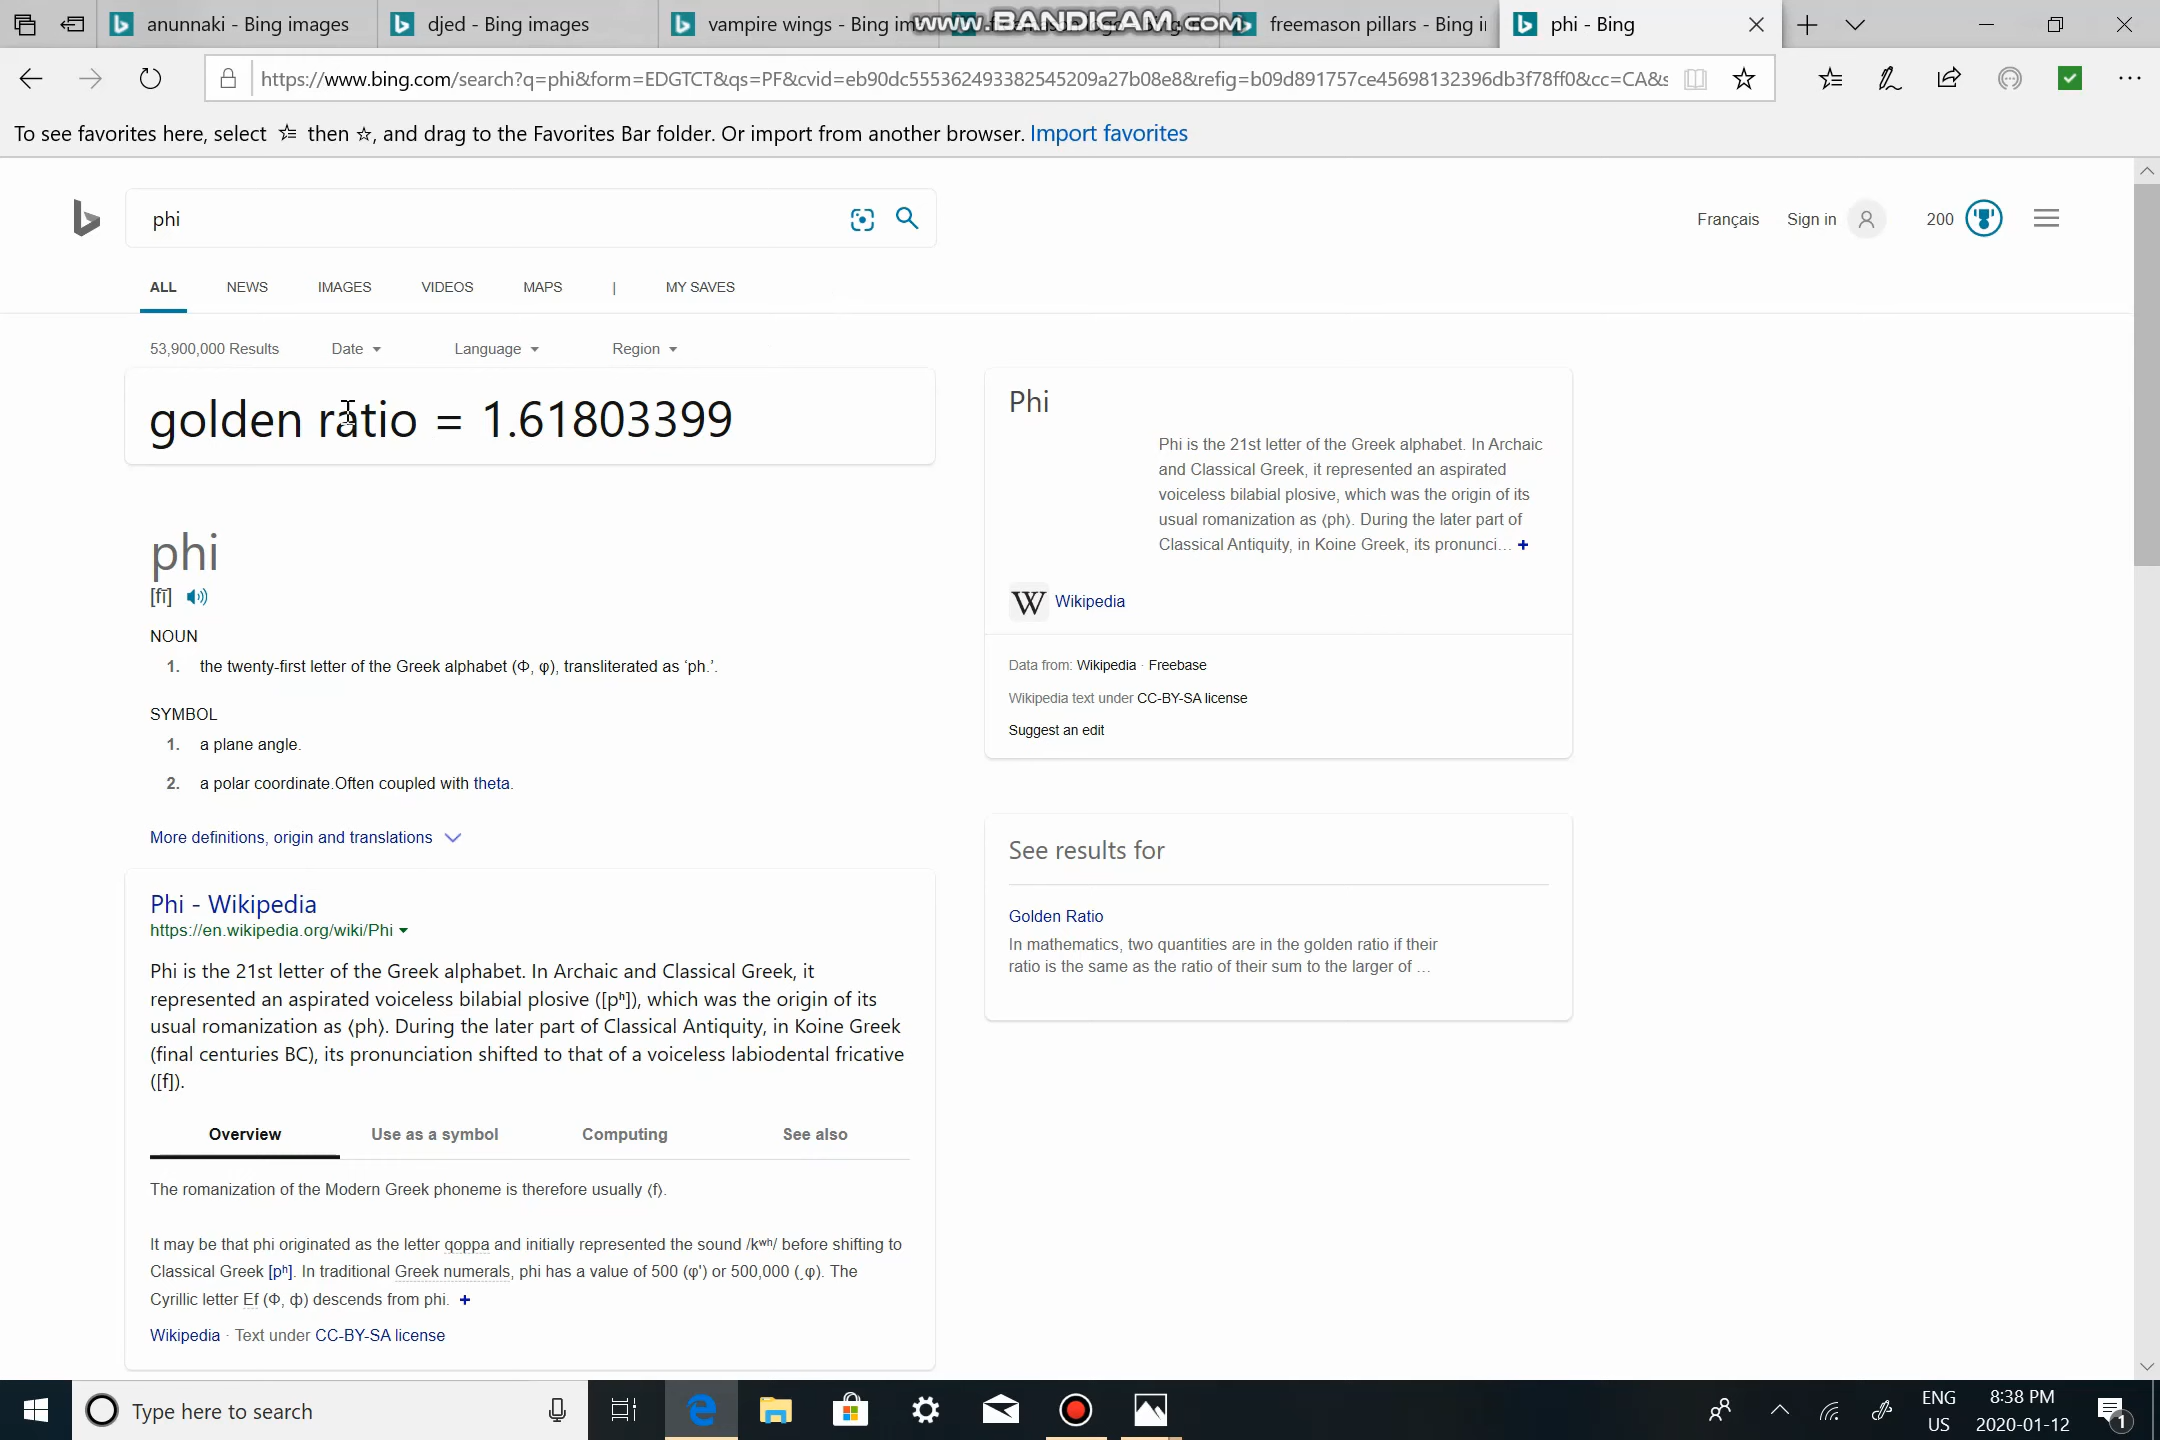 anunnaki - Bing images
djed - Bing images
vampire wings - Bing im
www.BANDICAM.com
freemason pillars - Bing i
phi - Bing
https://www.bing.com/search?q=phi&form=EDGTCT&qs=PF&cvid=eb90dc555362493382545209a27b08e8&refig=b09d891757ce45698132396db3f78ff0&cc=CA&s
To see favorites here, select then ☆, and drag to the Favorites Bar folder. Or import from another browser. Import favorites
phi
Français Sign in 200
ALL NEWS IMAGES VIDEOS MAPS | MY SAVES
53,900,000 Results Date Language Region
golden ratio = 1.61803399
phi
[fī]
NOUN
1. the twenty-first letter of the Greek alphabet (Φ, φ), transliterated as ‘ph.’.
SYMBOL
1. a plane angle.
2. a polar coordinate.Often coupled with theta.
More definitions, origin and translations
Phi - Wikipedia
https://en.wikipedia.org/wiki/Phi
Phi is the 21st letter of the Greek alphabet. In Archaic and Classical Greek, it
represented an aspirated voiceless bilabial plosive ([pʰ]), which was the origin of its
usual romanization as ⟨ph⟩. During the later part of Classical Antiquity, in Koine Greek
(final centuries BC), its pronunciation shifted to that of a voiceless labiodental fricative
([f]).
Overview Use as a symbol Computing See also
The romanization of the Modern Greek phoneme is therefore usually ⟨f⟩.
It may be that phi originated as the letter qoppa and initially represented the sound /kʷʰ/ before shifting to
Classical Greek [pʰ]. In traditional Greek numerals, phi has a value of 500 (φʹ) or 500,000 (͵φ). The
Cyrillic letter Ef (Ф, ф) descends from phi. +
Wikipedia · Text under CC-BY-SA license
Phi
Phi is the 21st letter of the Greek alphabet. In Archaic
and Classical Greek, it represented an aspirated
voiceless bilabial plosive, which was the origin of its
usual romanization as ⟨ph⟩. During the later part of
Classical Antiquity, in Koine Greek, its pronunci... +
W Wikipedia
Data from: Wikipedia · Freebase
Wikipedia text under CC-BY-SA license
Suggest an edit
See results for
Golden Ratio
In mathematics, two quantities are in the golden ratio if their
ratio is the same as the ratio of their sum to the larger of ...
Type here to search
ENG
US
8:38 PM
2020-01-12
1